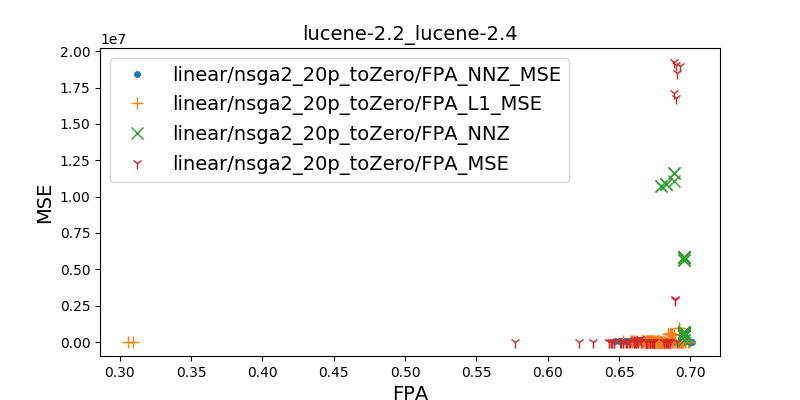 lucene-2.2_lucene-2.4
1e7
2.00
1.75
1.50
1.25
1.00
0.75
0.50
0.25
0.00
MSE
linear/nsga2_20p_toZero/FPA_NNZ_MSE
linear/nsga2_20p_toZero/FPA_L1_MSE
linear/nsga2_20p_toZero/FPA_NNZ
linear/nsga2_20p_toZero/FPA_MSE
0.30 0.35 0.40 0.45 0.50 0.55 0.60 0.65 0.70
FPA